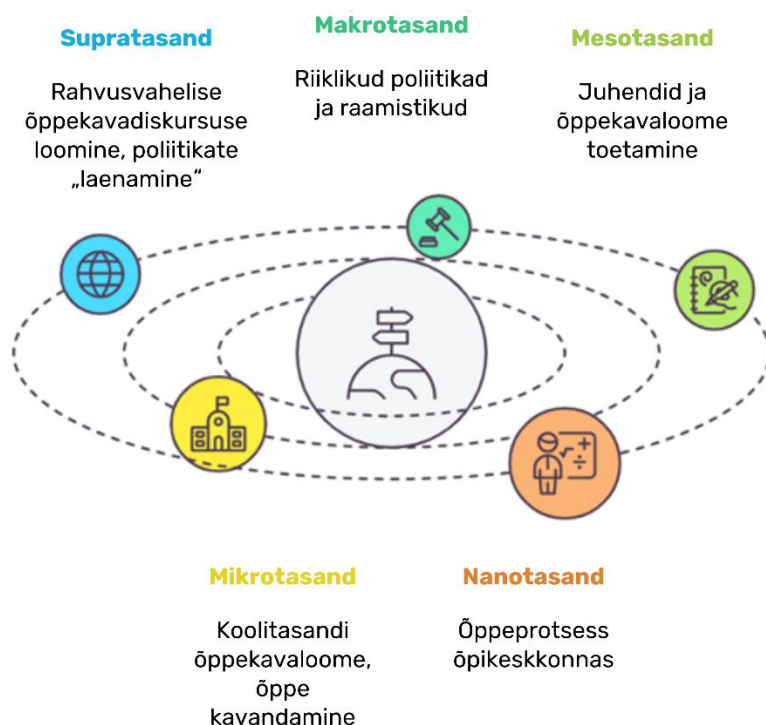 Supratasand
Rahvusvahelise
õppekavadiskursuse
loomine, poliitikate
„laenamine“
Makrotasand
Riiklikud poliitikad
ja raamistikud
Mesotasand
Juhendid ja
õppekavaloome
toetamine
Mikrotasand
Koolitasandi
õppekavaloome,
õppe
kavandamine
Nanotasand
Õppeprotsess
õpikeskkonnas